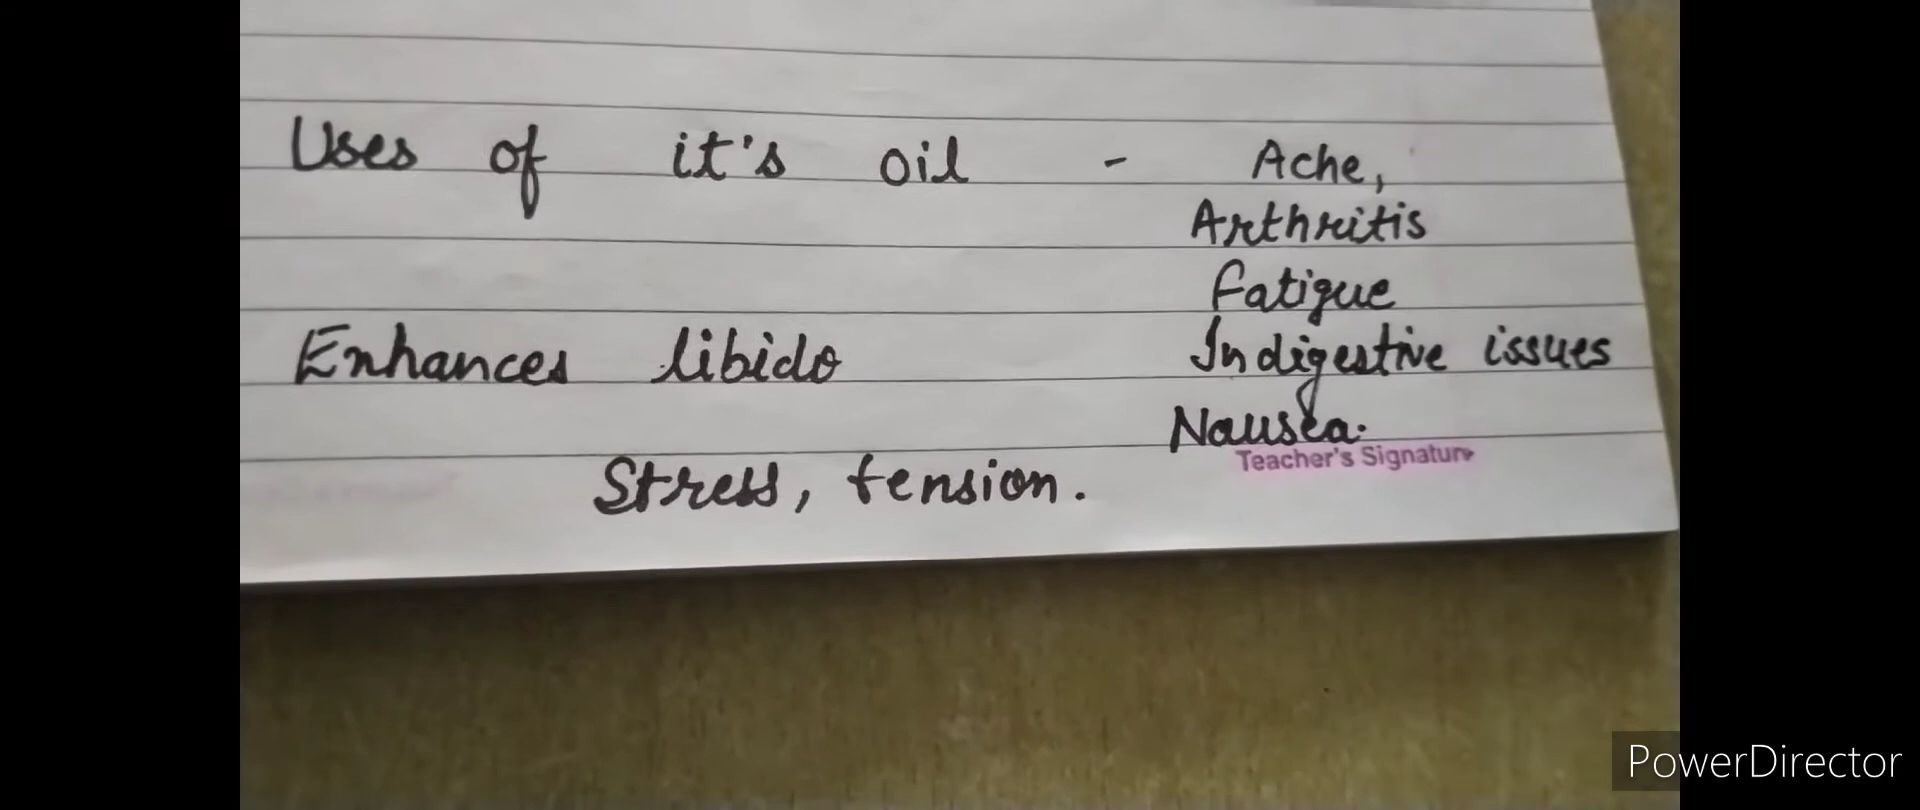 Uses of it's oil - Ache,
Arthritis
Fatigue
Enhances libido Indigestive issues
Nausea.
Teacher's Signature
Stress, tension.
PowerDirector